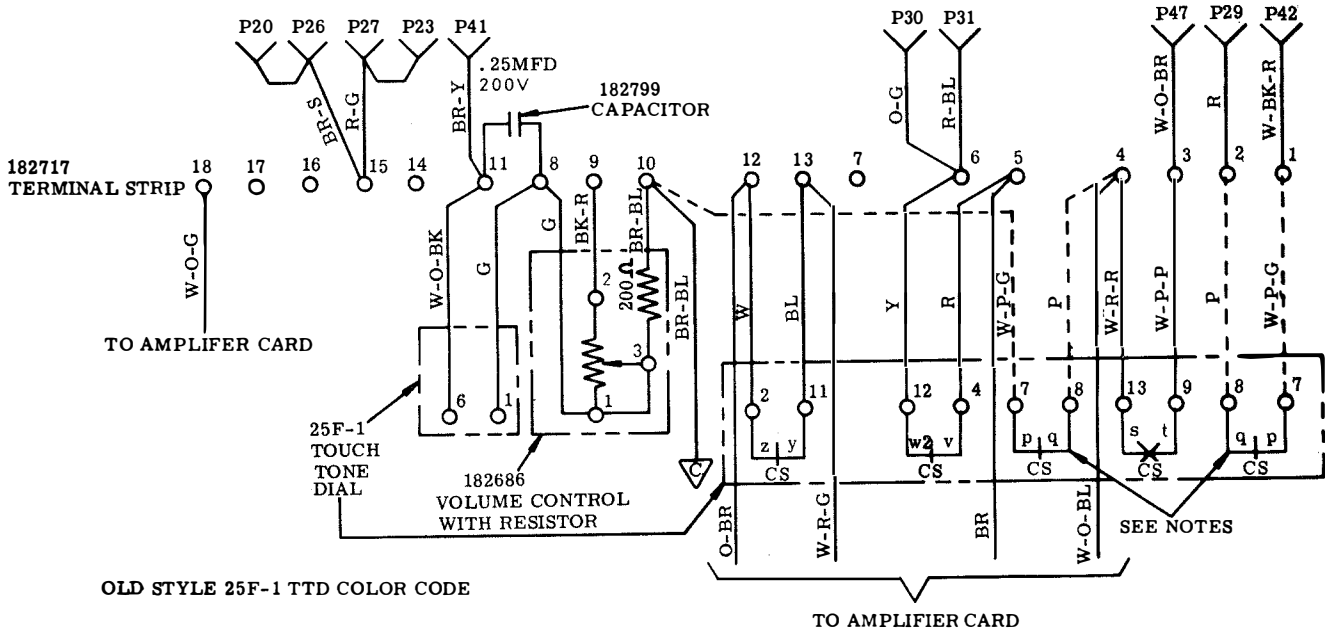 P20 P26 P27 P23 P41 P30 P31 P47 P29 P42
.25MFD
200V
182799
CAPACITOR
BR-S
R-G
BR-Y
O-G
R-BL
W-O-BR
R
W-BK-R
182717
TERMINAL STRIP
18 17 16 15 14 11 8 9 10 12 13 7 6 5 4 3 2 1
W-O-G
W-O-BK
G
G
BK-R
BR-BL
200Ω
BR-BL
W
BL
Y
R
W-P-G
P
W-R-R
W-P-P
P
W-P-G
TO AMPLIFER CARD
2
3
6 1 1
2 11 12 4 7 8 13 9 8 7
z y w2 v p q s t q p
CS CS CS CS CS
C
25F-1
TOUCH
TONE
DIAL
182686
VOLUME CONTROL
WITH RESISTOR
O-BR
W-R-G
BR
W-O-BL
SEE NOTES
OLD STYLE 25F-1 TTD COLOR CODE
TO AMPLIFIER CARD